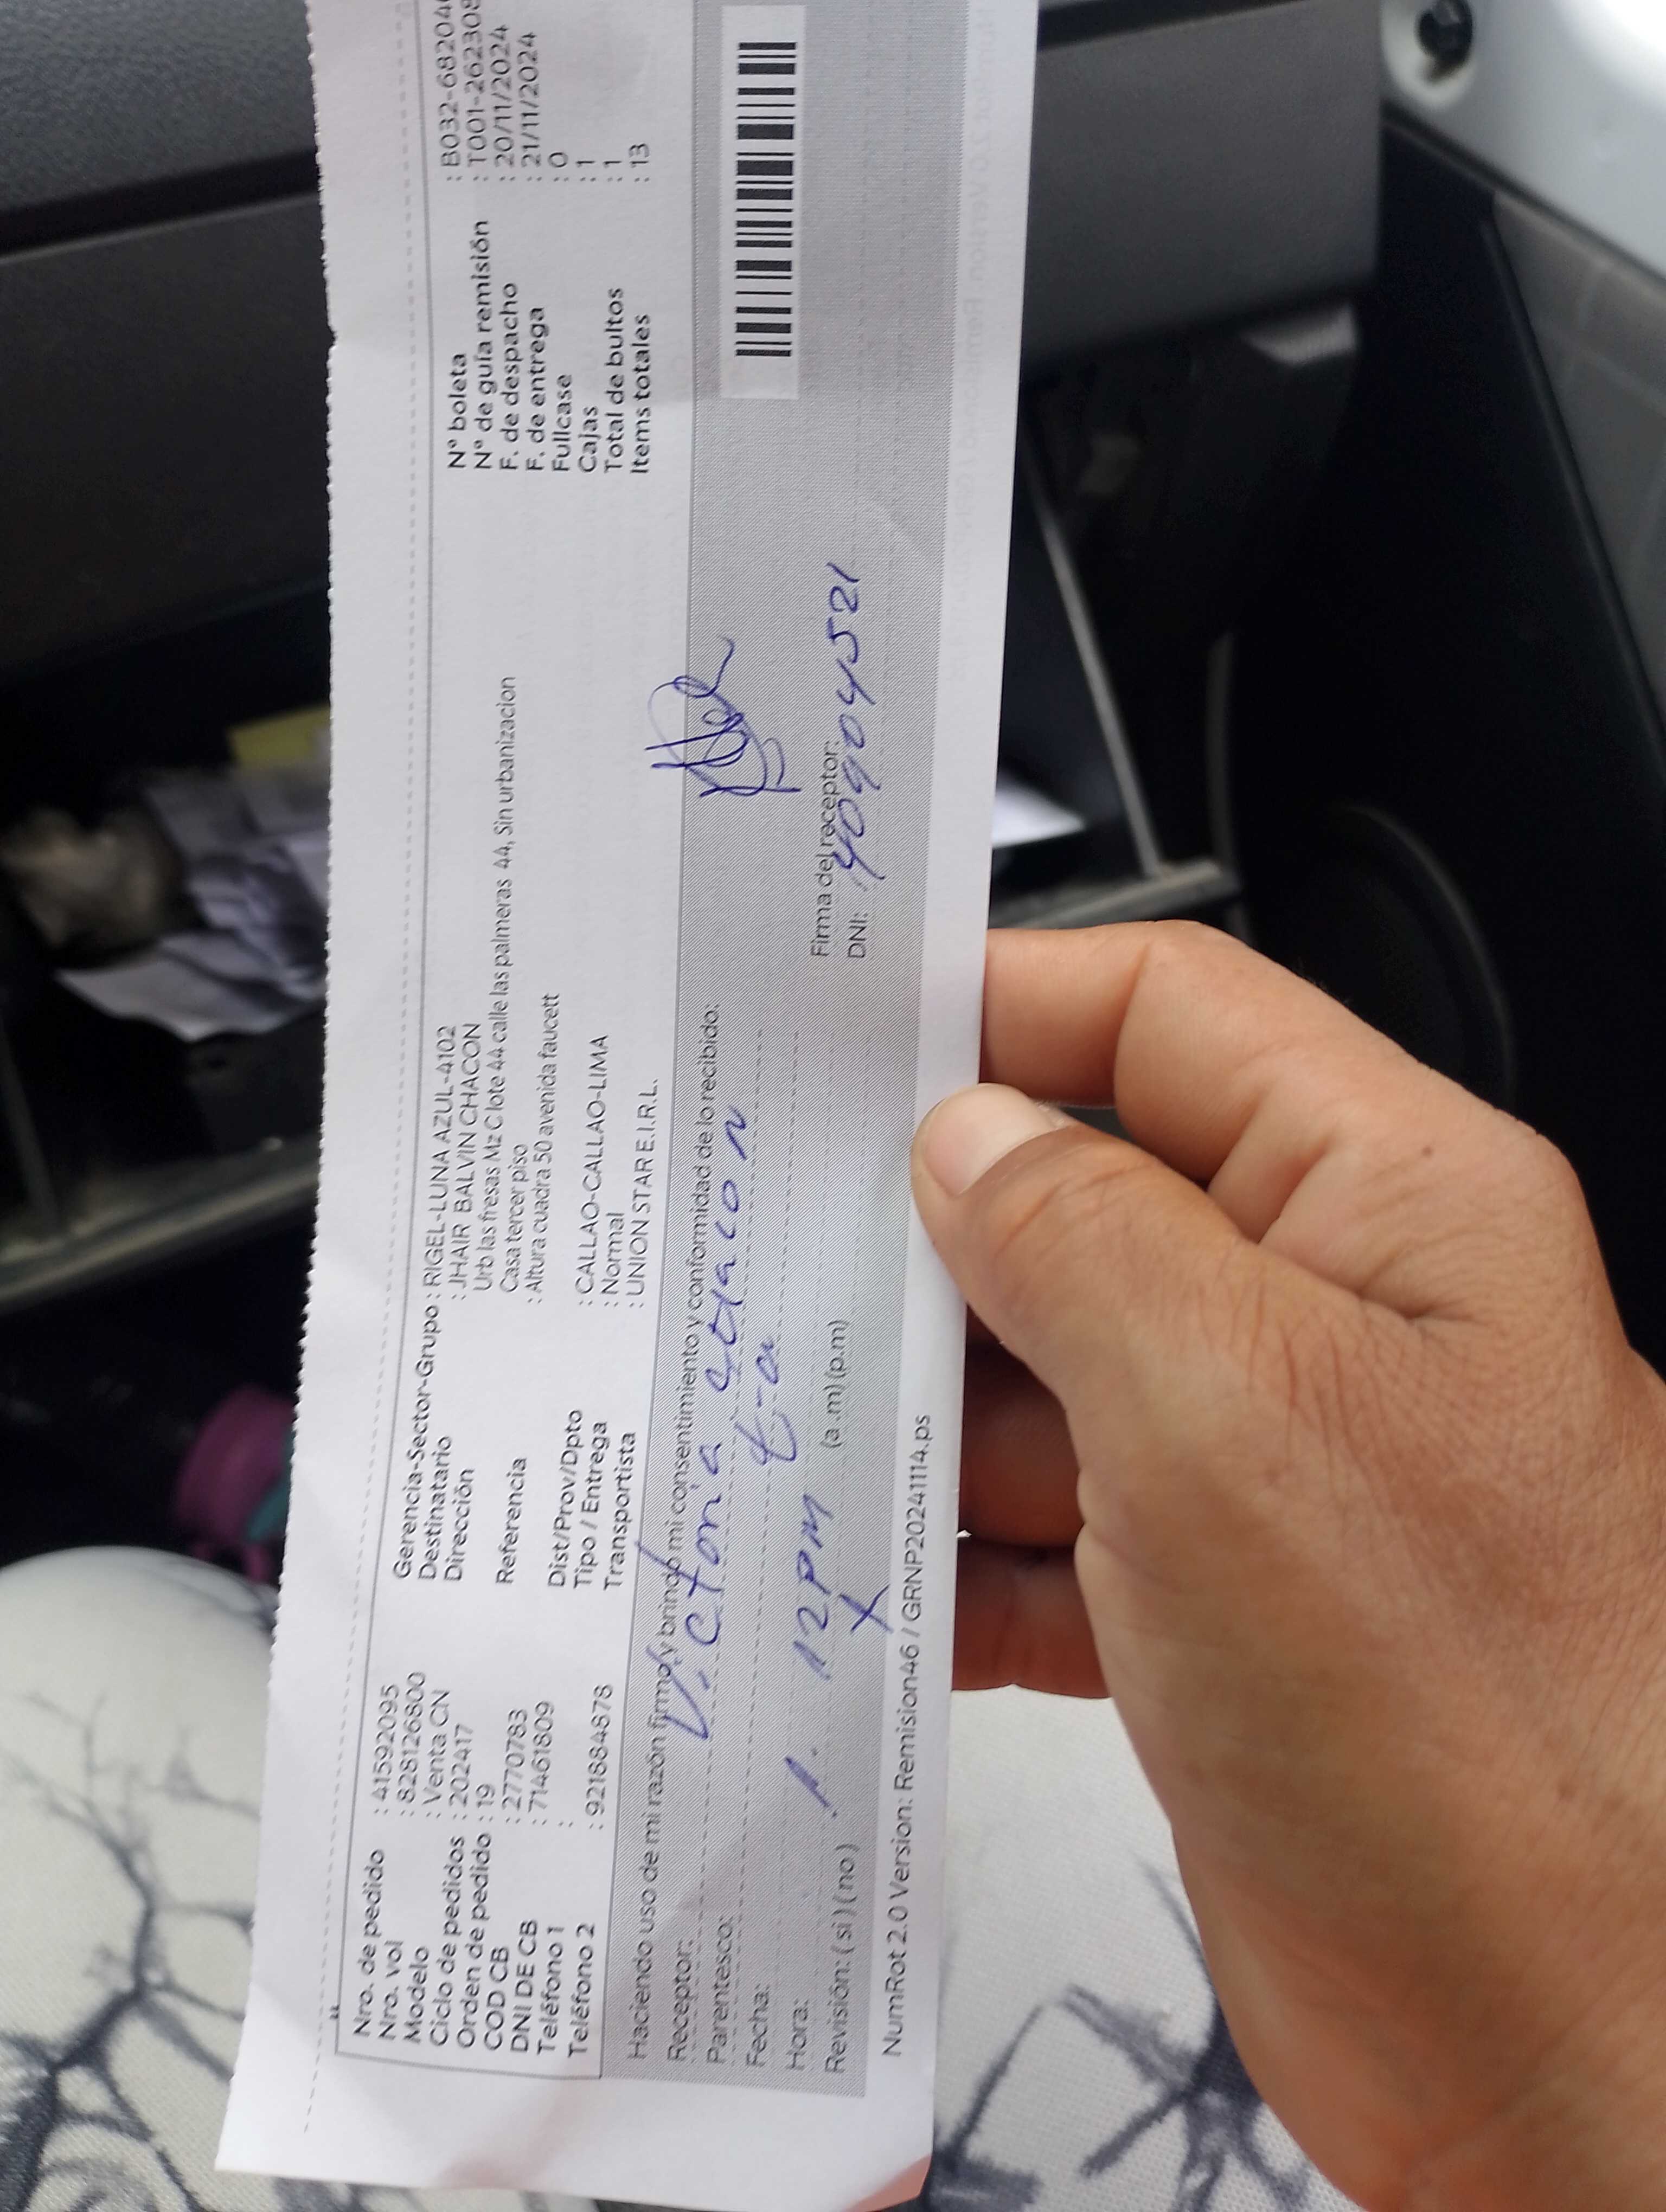 Nro. de pedido : 41592095
Nro. vol : 828126800
Modelo : Venta CN
Ciclo de pedidos : 202417
Orden de pedido : 19
COD CB : 2770783
DNI DE CB : 71461809
Teléfono 1 :
Teléfono 2 : 921884878
Gerencia-Sector-Grupo : RIGEL-LUNA AZUL-4102
Destinatario : JHAIR BALVIN CHACON
Dirección Urb las fresas Mz C lote 44 calle las palmeras 44, Sin urbanizacion
Casa tercer piso
Referencia : Altura cuadra 50 avenida faucett
Dist/Prov/Dpto : CALLAO-CALLAO-LIMA
Tipo / Entrega : Normal
Transportista : UNION STAR E.I.R.L.
N° boleta : B032-68204
N° de guía remisión : T001-262308
F. de despacho : 20/11/2024
F. de entrega : 21/11/2024
Fullcase : 0
Cajas : 1
Total de bultos : 1
Items totales : 13
Haciendo uso de mi razón firmo y brindo mi consentimiento y conformidad de lo recibido:
Receptor: Victoria
Parentesco:
Fecha:
Hora: 12 PM (a.m) (p.m)
Revisión: ( si ) ( no ) X
Firma del receptor:
DNI: 40904521
NumRot 2.0 Version: Remision46 / GRNP20241114.ps